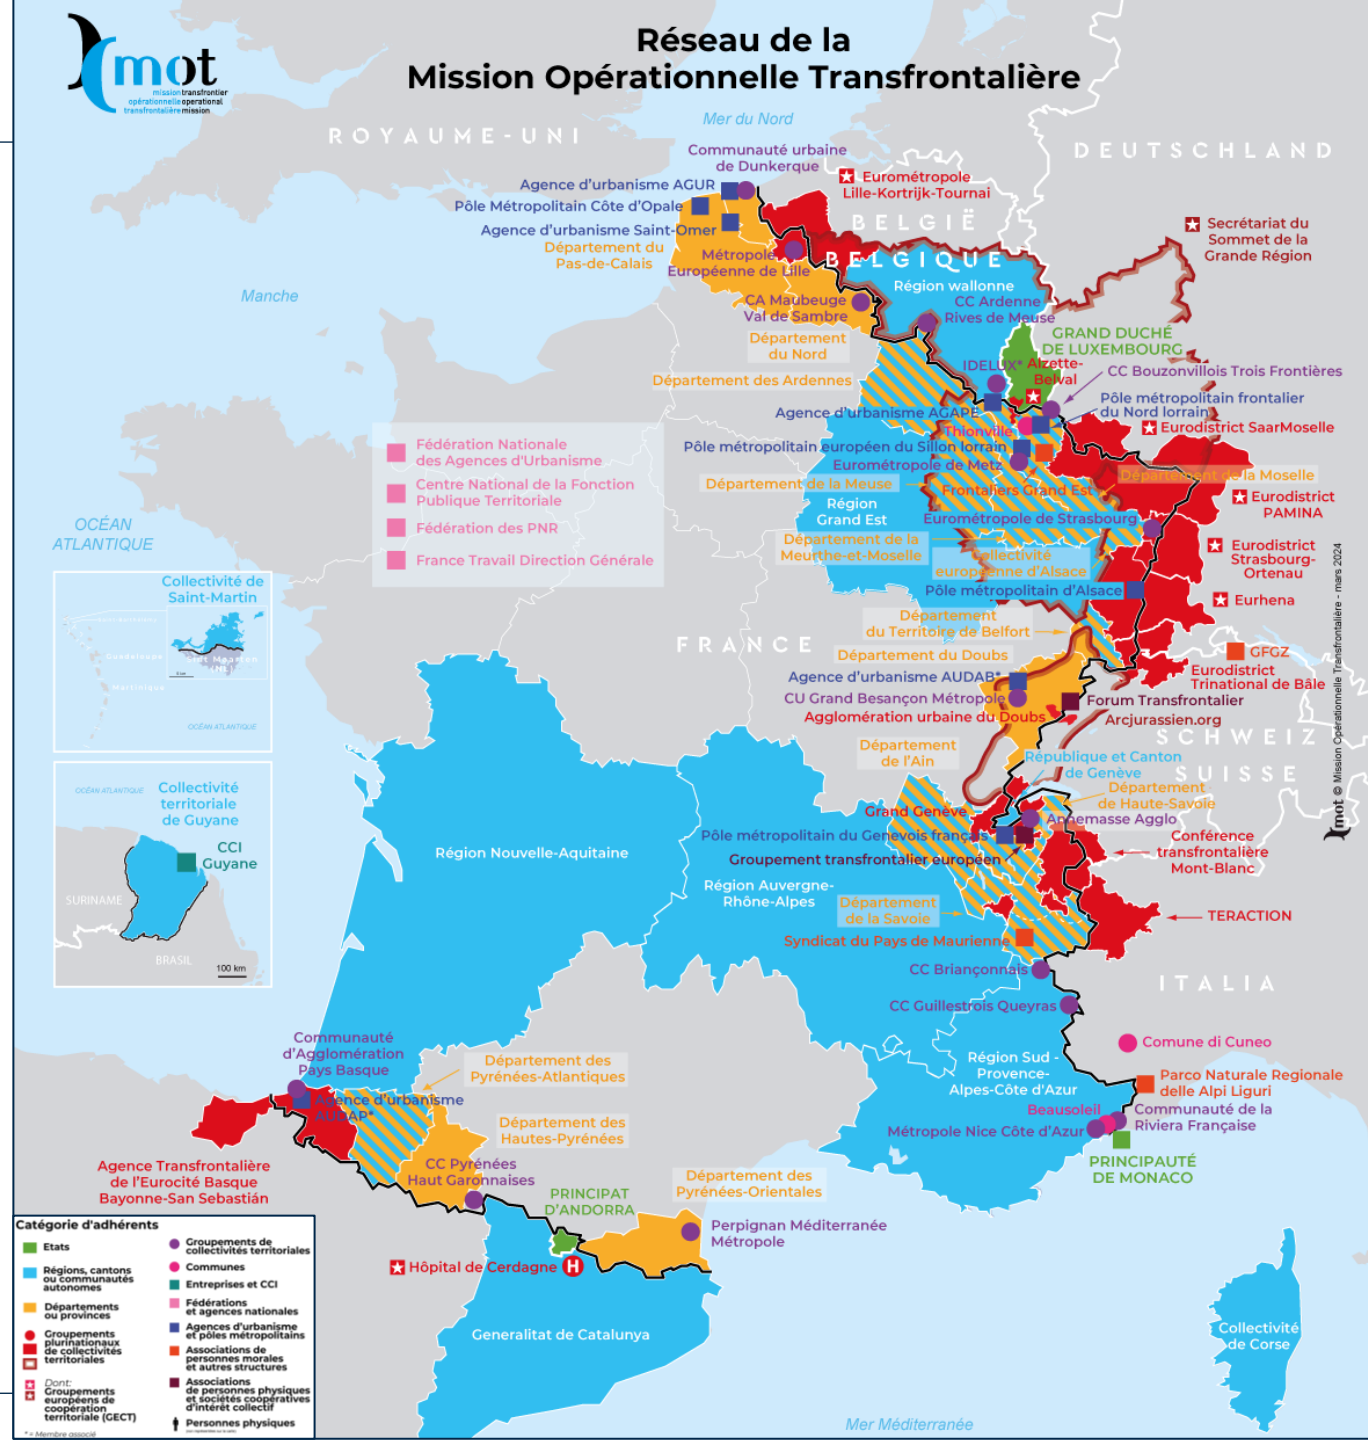 mot
mission transfrontier
opérationnelle operational
transfrontalière mission
Réseau de la
Mission Opérationnelle Transfrontalière
Mer du Nord
ROYAUME-UNI
DEUTSCHLAND
Communauté urbaine
de Dunkerque
Agence d'urbanisme AGUR
Pôle Métropolitain Côte d'Opale
Agence d'urbanisme Saint-Omer
Département du
Pas-de-Calais
Eurométropole
Lille-Kortrijk-Tournai
BELGIË
BELGIQUE
Secrétariat du
Sommet de la
Grande Région
Métropole
Européenne de Lille
Région wallonne
Manche
CA Maubeuge
Val de Sambre
CC Ardenne
Rives de Meuse
Département
du Nord
GRAND DUCHÉ
DE LUXEMBOURG
Département des Ardennes
IDELUX*
Alzette-
Belval
CC Bouzonvillois Trois Frontières
Agence d'urbanisme AGAPE
Pôle métropolitain frontalier
du Nord lorrain
Thionville
Eurodistrict SaarMoselle
Pôle métropolitain européen du Sillon lorrain
Eurométropole de Metz
Département de la Moselle
Département de la Meuse
Frontaliers Grand Est
Eurodistrict
PAMINA
Région
Grand Est
Eurométropole de Strasbourg
Département de la
Meurthe-et-Moselle
Collectivité
européenne d'Alsace
Eurodistrict
Strasbourg-
Ortenau
Pôle métropolitain d'Alsace
Eurhena
Fédération Nationale
des Agences d'Urbanisme
Centre National de la Fonction
Publique Territoriale
Fédération des PNR
France Travail Direction Générale
OCÉAN
ATLANTIQUE
Collectivité de
Saint-Martin
Guadeloupe
Martinique
Sint Maarten
(NL)
OCÉAN ATLANTIQUE
FRANCE
Département
du Territoire de Belfort
Département du Doubs
GFGZ
Eurodistrict
Trinational de Bâle
Agence d'urbanisme AUDAB*
CU Grand Besançon Métropole
Agglomération urbaine du Doubs
Forum Transfrontalier
Arcjurassien.org
SCHWEIZ
SUISSE
mot © Mission Opérationnelle Transfrontalière - mars 2024
Département
de l'Ain
République et Canton
de Genève
Département
de Haute-Savoie
Grand Genève
Annemasse Agglo
Pôle métropolitain du Genevois français
Groupement transfrontalier européen
Conférence
transfrontalière
Mont-Blanc
OCÉAN ATLANTIQUE
Collectivité
territoriale
de Guyane
CCI
Guyane
SURINAME
BRASIL
100 km
Région Nouvelle-Aquitaine
Région Auvergne-
Rhône-Alpes
Département
de la Savoie
TERACTION
Syndicat du Pays de Maurienne
CC Briançonnais
CC Guillestrois Queyras
ITALIA
Comune di Cuneo
Région Sud -
Provence-
Alpes-Côte d'Azur
Parco Naturale Regionale
delle Alpi Liguri
Beausoleil
Communauté de la
Riviera Française
Métropole Nice Côte d'Azur
PRINCIPAUTÉ
DE MONACO
Communauté
d'Agglomération
Pays Basque
Département des
Pyrénées-Atlantiques
Agence d'urbanisme
AUDAP*
Département des
Hautes-Pyrénées
Agence Transfrontalière
de l'Eurocité Basque
Bayonne-San Sebastián
CC Pyrénées
Haut Garonnaises
PRINCIPAT
D'ANDORRA
Département des
Pyrénées-Orientales
Perpignan Méditerranée
Métropole
Hôpital de Cerdagne
H
Generalitat de Catalunya
Collectivité
de Corse
Mer Méditerranée
Catégorie d'adhérents
Etats
Régions, cantons
ou communautés
autonomes
Départements
ou provinces
Groupements
plurinationaux
de collectivités
territoriales
Dont:
Groupements
européens de
coopération
territoriale (GECT)
* = Membre associé
Groupements de
collectivités territoriales
Communes
Entreprises et CCI
Fédérations
et agences nationales
Agences d'urbanisme
et pôles métropolitains
Associations de
personnes morales
et autres structures
Associations
de personnes physiques
et sociétés coopératives
d'intérêt collectif
Personnes physiques